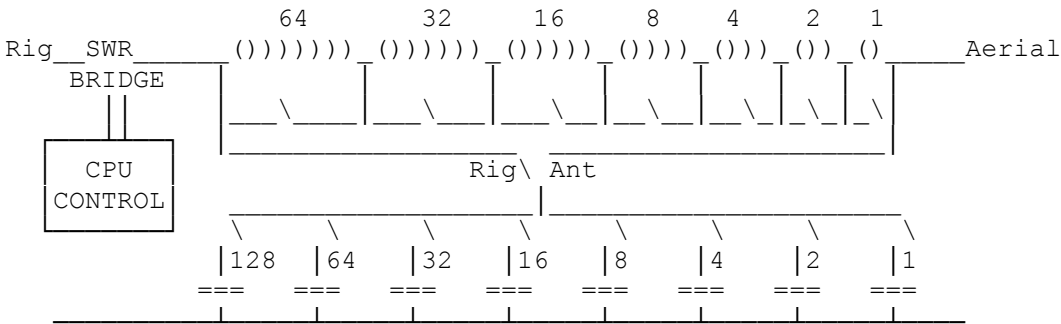 64 32 16 8 4 2 1
Rig SWR ())))))) ()))))) ())))) ()))) ())) ()) () Aerial
BRIDGE
CPU Rig\ Ant
CONTROL
128 64 32 16 8 4 2 1
=== === === === === === === ===